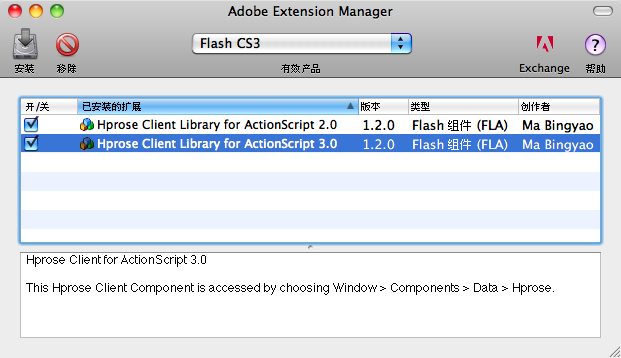 Adobe Extension Manager
Flash CS3
安装 移除 有效产品 Exchange 帮助
开/关 已安装的扩展 版本 类型 创作者
Hprose Client Library for ActionScript 2.0 1.2.0 Flash 组件 (FLA) Ma Bingyao
Hprose Client Library for ActionScript 3.0 1.2.0 Flash 组件 (FLA) Ma Bingyao
Hprose Client for ActionScript 3.0
This Hprose Client Component is accessed by choosing Window > Components > Data > Hprose.